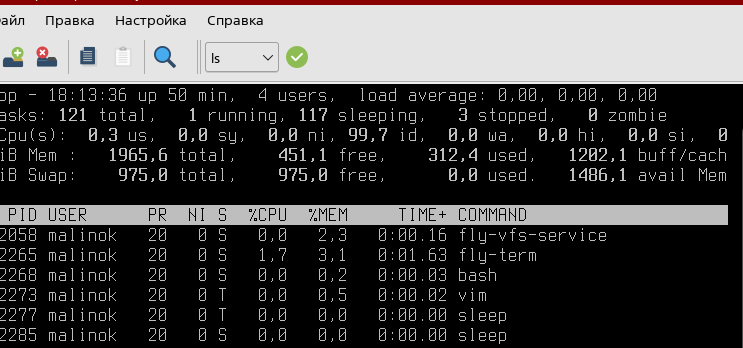 айл Правка Настройка Справка
ls
op - 18:13:36 up 50 min, 4 users, load average: 0,00, 0,00, 0,00
asks: 121 total, 1 running, 117 sleeping, 3 stopped, 0 zombie
Cpu(s): 0,3 us, 0,0 sy, 0,0 ni, 99,7 id, 0,0 wa, 0,0 hi, 0,0 si, 0
iB Mem : 1965,6 total, 451,1 free, 312,4 used, 1202,1 buff/cach
iB Swap: 975,0 total, 975,0 free, 0,0 used. 1486,1 avail Mem
PID USER PR NI S %CPU %MEM TIME+ COMMAND
2058 malinok 20 0 S 0,0 2,3 0:00.16 fly-vfs-service
2265 malinok 20 0 S 1,7 3,1 0:01.63 fly-term
2268 malinok 20 0 S 0,0 0,2 0:00.03 bash
2273 malinok 20 0 T 0,0 0,5 0:00.02 vim
2277 malinok 20 0 T 0,0 0,0 0:00.00 sleep
2285 malinok 20 0 S 0,0 0,0 0:00.00 sleep